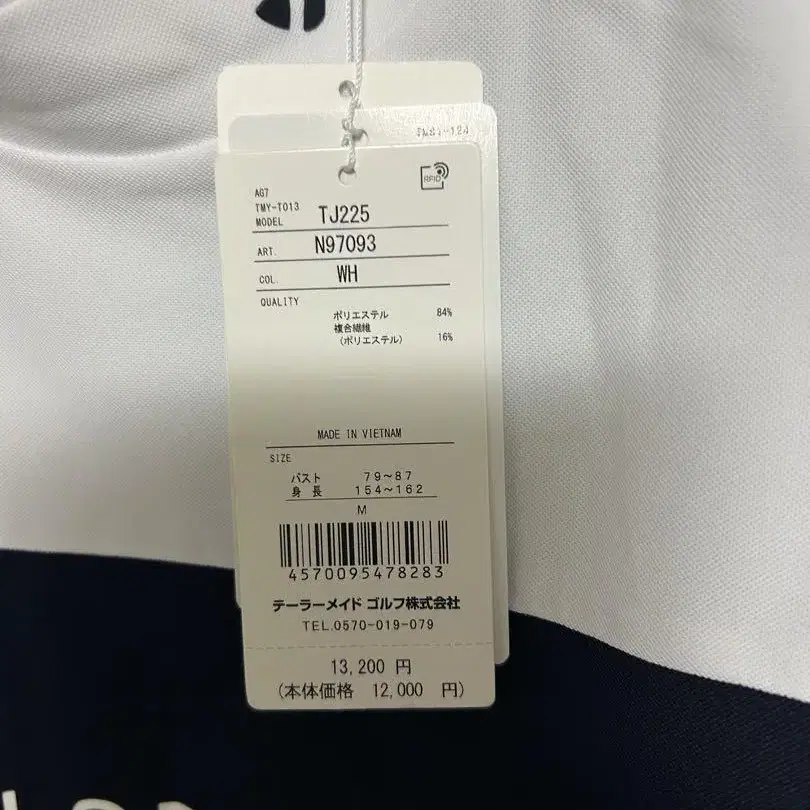 RFID
AG7
TMY-T013
MODEL TJ225
ART. N97093
COL. WH
QUALITY
ポリエステル 84%
複合繊維
(ポリエステル) 16%
MADE IN VIETNAM
SIZE
バスト 79~87
身 長 154~162
M
4570095478283
テーラーメイド ゴルフ株式会社
TEL.0570-019-079
13,200 円
(本体価格 12,000 円)